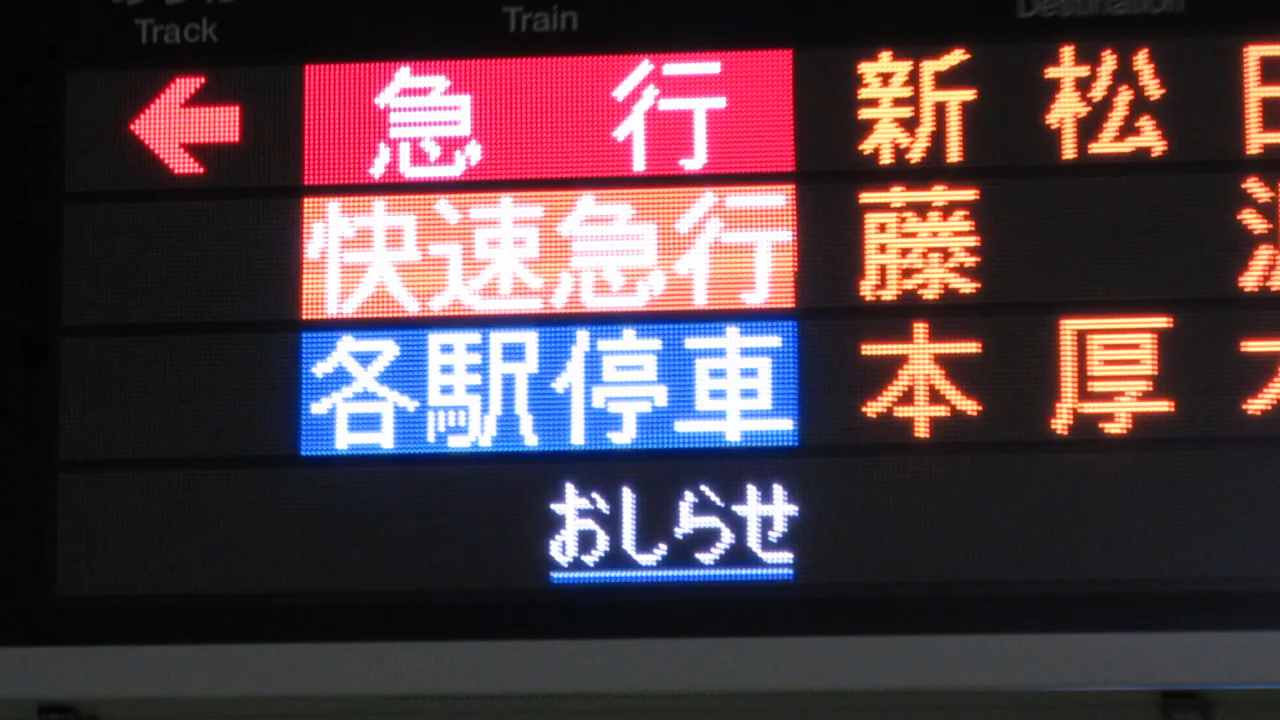 Track Train Destination
急行 新松
快速急行 藤
各駅停車 本厚
おしらせ